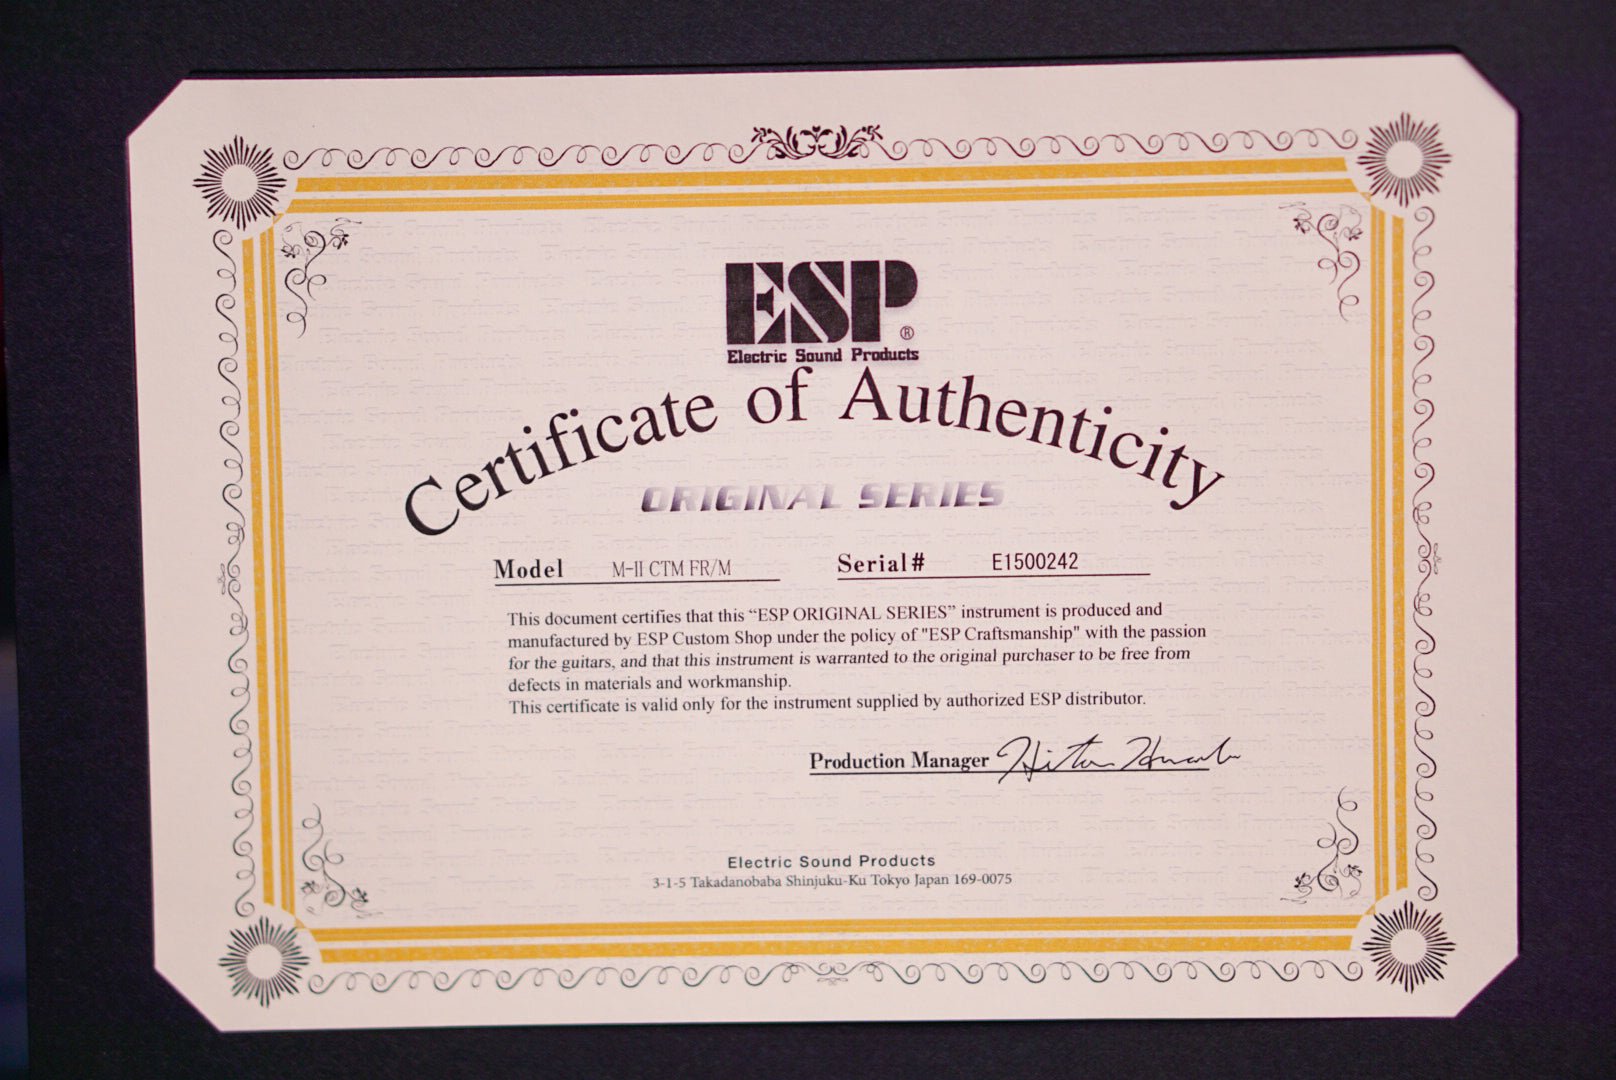 ESP®
Electric Sound Products
Certificate of Authenticity
ORIGINAL SERIES
Model M-II CTM FR/M Serial# E1500242
This document certifies that this “ESP ORIGINAL SERIES” instrument is produced and
manufactured by ESP Custom Shop under the policy of "ESP Craftsmanship" with the passion
for the guitars, and that this instrument is warranted to the original purchaser to be free from
defects in materials and workmanship.
This certificate is valid only for the instrument supplied by authorized ESP distributor.
Production Manager
Electric Sound Products
3-1-5 Takadanobaba Shinjuku-Ku Tokyo Japan 169-0075